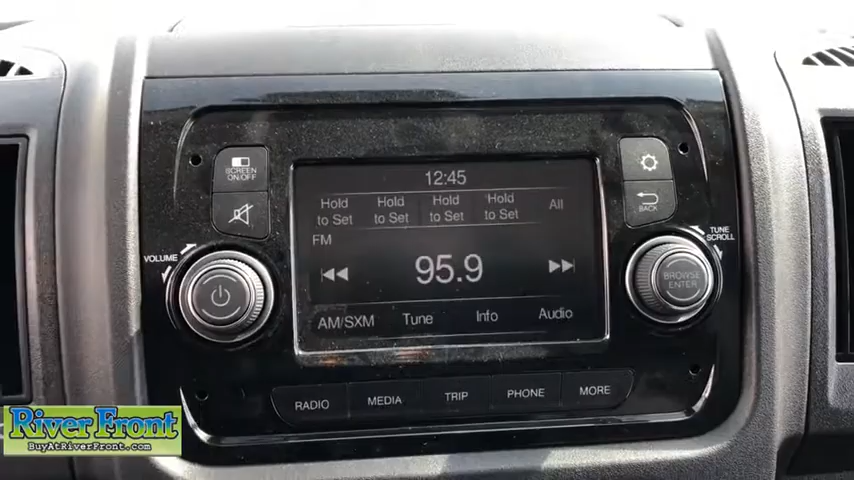 12:45
SCREEN
ON/OFF
Hold Hold Hold Hold All
to Set to Set to Set to Set
BACK
FM
VOLUME
TUNE
SCROLL
95.9
BROWSE
ENTER
AM/SXM Tune Info Audio
RADIO MEDIA TRIP PHONE MORE
RiverFront
BuyAtRiverFront.com